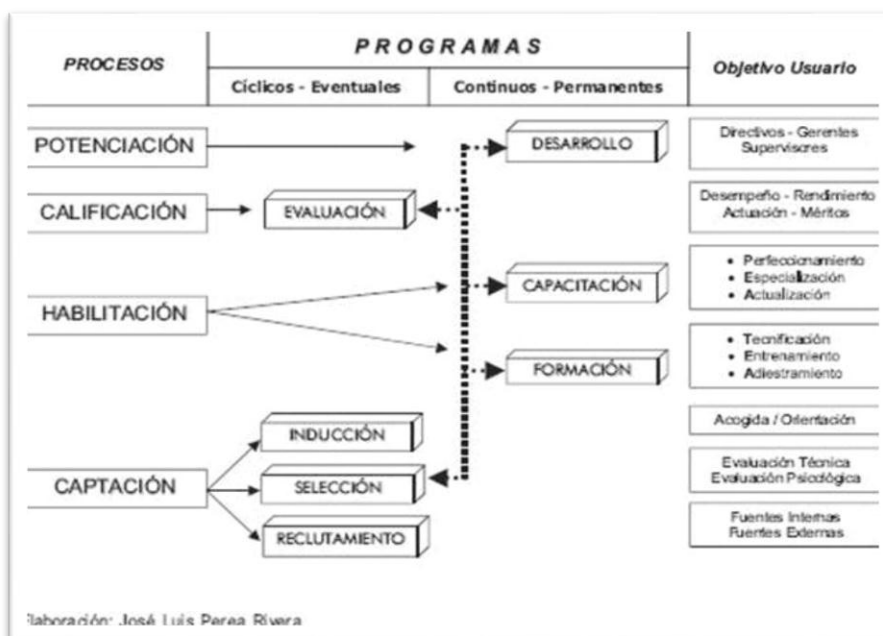 PROCESOS
PROGRAMAS
Cíclicos - Eventuales
Continuos - Permanentes
Objetivo Usuario
POTENCIACIÓN
DESARROLLO
Directivos - Gerentes
Supervisores
CALIFICACIÓN
EVALUACIÓN
Desempeño - Rendimiento
Actuación - Méritos
HABILITACIÓN
CAPACITACIÓN
• Perfeccionamiento
• Especialización
• Actualización
FORMACIÓN
• Tecnificación
• Entrenamiento
• Adiestramiento
CAPTACIÓN
INDUCCIÓN
Acogida / Orientación
SELECCIÓN
Evaluación Técnica
Evaluación Psicológica
RECLUTAMIENTO
Fuentes Internas
Fuentes Externas
Elaboración: José Luis Perea Rivera